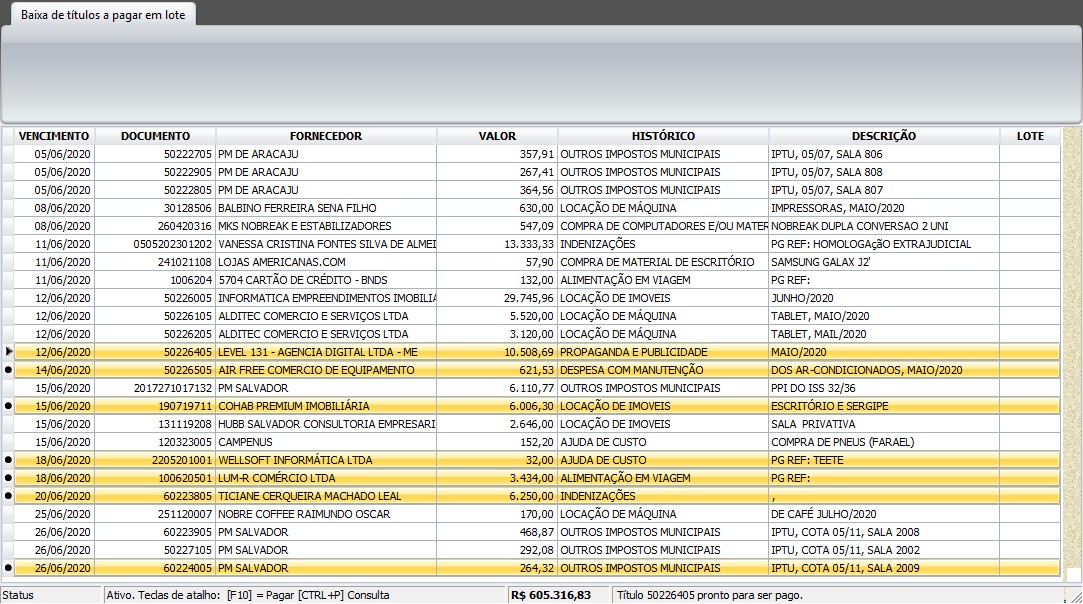 Baixa de títulos a pagar em lote
VENCIMENTO DOCUMENTO FORNECEDOR VALOR HISTÓRICO DESCRIÇÃO LOTE
05/06/2020 50222705 PM DE ARACAJU 357,91 OUTROS IMPOSTOS MUNICIPAIS IPTU, 05/07, SALA 806
05/06/2020 50222905 PM DE ARACAJU 267,41 OUTROS IMPOSTOS MUNICIPAIS IPTU, 05/07, SALA 808
05/06/2020 50222805 PM DE ARACAJU 364,56 OUTROS IMPOSTOS MUNICIPAIS IPTU, 05/07, SALA 807
08/06/2020 30128506 BALBINO FERREIRA SENA FILHO 630,00 LOCAÇÃO DE MÁQUINA IMPRESSORAS, MAIO/2020
08/06/2020 260420316 MKS NOBREAK E ESTABILIZADORES 547,09 COMPRA DE COMPUTADORES E/OU MATER NOBREAK DUPLA CONVERSAO 2 UNI
11/06/2020 0505202301202 VANESSA CRISTINA FONTES SILVA DE ALMEI 13.333,33 INDENIZAÇÕES PG REF: HOMOLOGAçãO EXTRAJUDICIAL
11/06/2020 241021108 LOJAS AMERICANAS.COM 57,90 COMPRA DE MATERIAL DE ESCRITÓRIO SAMSUNG GALAX J2'
11/06/2020 1006204 5704 CARTÃO DE CRÉDITO - BNDS 132,00 ALIMENTAÇÃO EM VIAGEM PG REF:
12/06/2020 50226005 INFORMATICA EMPREENDIMENTOS IMOBILIA 29.745,96 LOCAÇÃO DE IMOVEIS JUNHO/2020
12/06/2020 50226105 ALDITEC COMERCIO E SERVIÇOS LTDA 5.520,00 LOCAÇÃO DE MÁQUINA TABLET, MAIO/2020
12/06/2020 50226205 ALDITEC COMERCIO E SERVIÇOS LTDA 3.120,00 LOCAÇÃO DE MÁQUINA TABLET, MAIL/2020
12/06/2020 50226405 LEVEL 131 - AGENCIA DIGITAL LTDA - ME 10.508,69 PROPAGANDA E PUBLICIDADE MAIO/2020
14/06/2020 50226505 AIR FREE COMERCIO DE EQUIPAMENTO 621,53 DESPESA COM MANUTENÇÃO DOS AR-CONDICIONADOS, MAIO/2020
15/06/2020 2017271017132 PM SALVADOR 6.110,77 OUTROS IMPOSTOS MUNICIPAIS PPI DO ISS 32/36
15/06/2020 190719711 COHAB PREMIUM IMOBILIÁRIA 6.006,30 LOCAÇÃO DE IMOVEIS ESCRITÓRIO E SERGIPE
15/06/2020 131119208 HUBB SALVADOR CONSULTORIA EMPRESARI 2.646,00 LOCAÇÃO DE IMOVEIS SALA PRIVATIVA
15/06/2020 120323005 CAMPENUS 152,20 AJUDA DE CUSTO COMPRA DE PNEUS (FARAEL)
18/06/2020 2205201001 WELLSOFT INFORMÁTICA LTDA 32,00 AJUDA DE CUSTO PG REF: TEETE
18/06/2020 100620501 LUM-R COMÉRCIO LTDA 3.434,00 ALIMENTAÇÃO EM VIAGEM PG REF:
20/06/2020 60223805 TICIANE CERQUEIRA MACHADO LEAL 6.250,00 INDENIZAÇÕES ,
25/06/2020 251120007 NOBRE COFFEE RAIMUNDO OSCAR 170,00 LOCAÇÃO DE MÁQUINA DE CAFÉ JULHO/2020
26/06/2020 60223905 PM SALVADOR 468,87 OUTROS IMPOSTOS MUNICIPAIS IPTU, COTA 05/11, SALA 2008
26/06/2020 50227105 PM SALVADOR 292,08 OUTROS IMPOSTOS MUNICIPAIS IPTU, COTA 05/11, SALA 2002
26/06/2020 60224005 PM SALVADOR 264,32 OUTROS IMPOSTOS MUNICIPAIS IPTU, COTA 05/11, SALA 2009
Status Ativo. Teclas de atalho: [F10] = Pagar [CTRL+P] Consulta R$ 605.316,83 Título 50226405 pronto para ser pago.